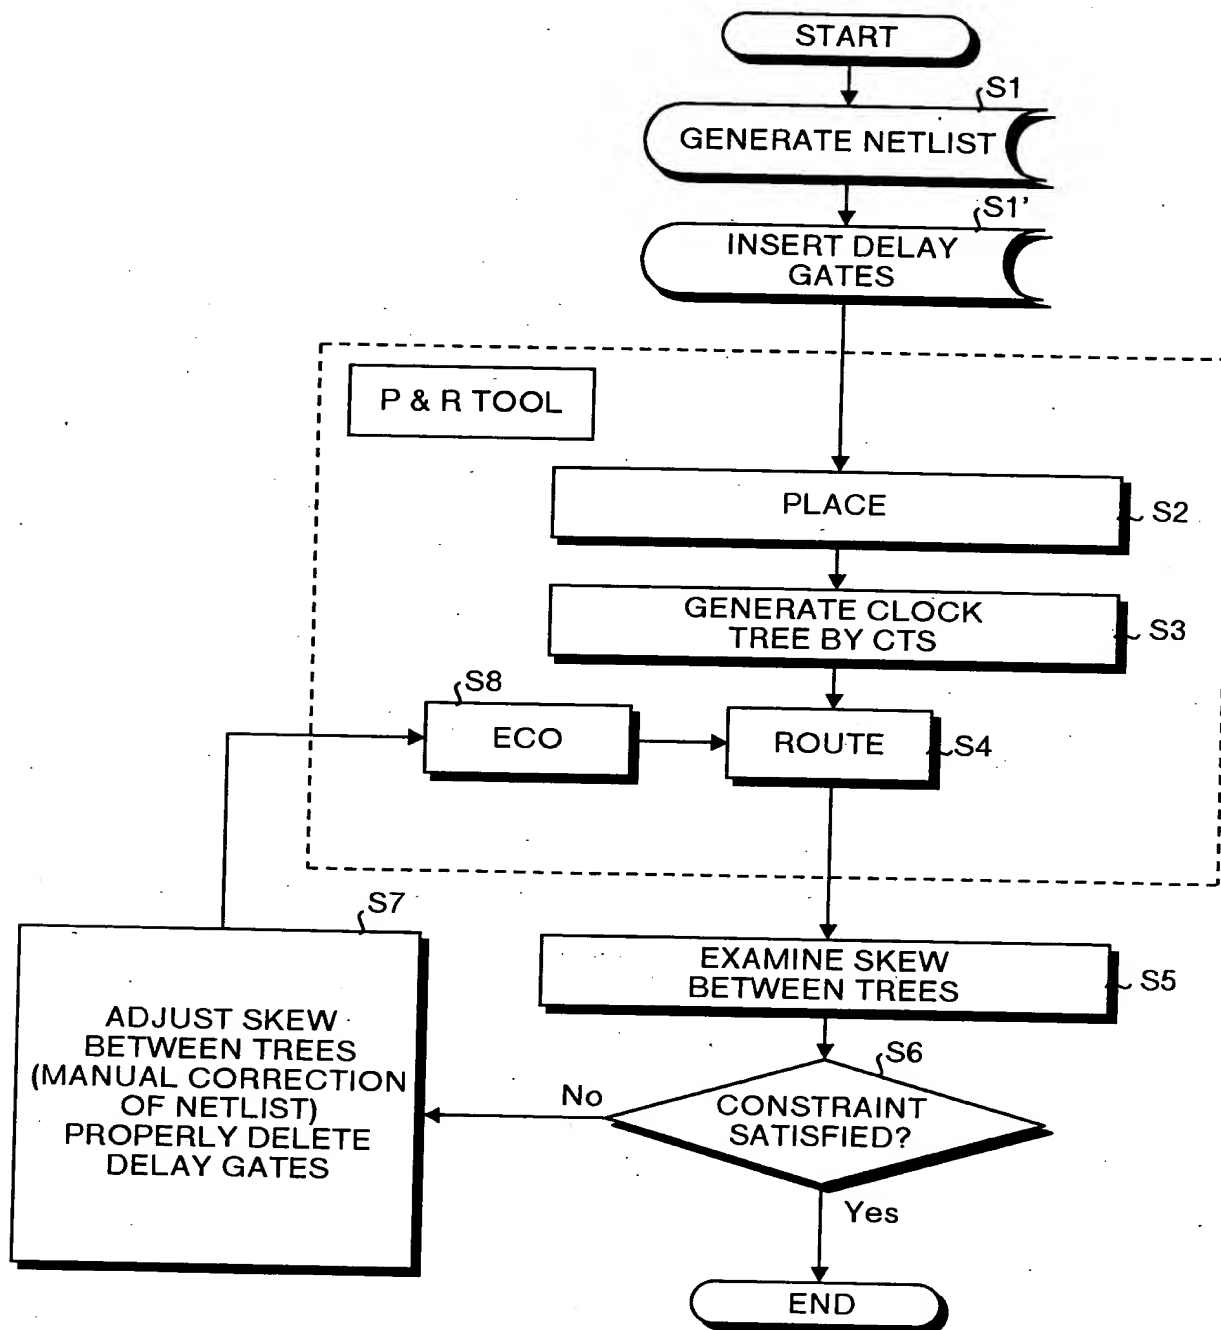 START
S1
GENERATE NETLIST
S1'
INSERT DELAY
GATES
P & R TOOL
PLACE
S2
GENERATE CLOCK
TREE BY CTS
S3
S8
ECO
ROUTE
S4
S7
ADJUST SKEW
BETWEEN TREES
(MANUAL CORRECTION
OF NETLIST)
PROPERLY DELETE
DELAY GATES
EXAMINE SKEW
BETWEEN TREES
S5
S6
No
CONSTRAINT
SATISFIED?
Yes
END